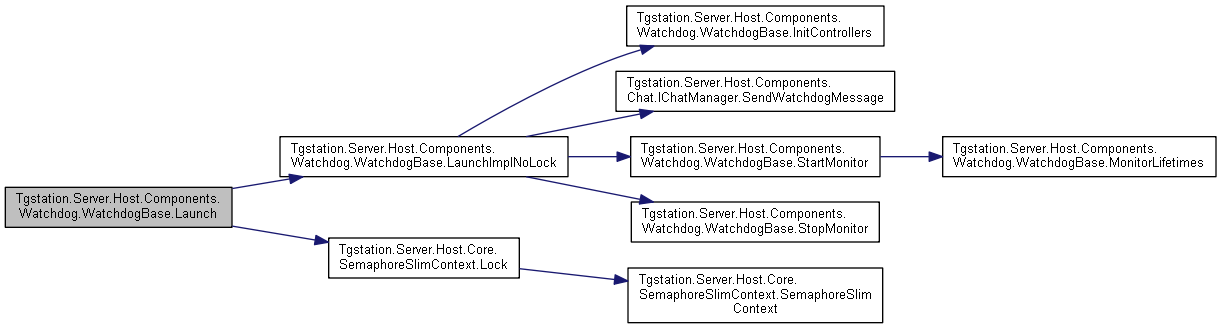 Tgstation.Server.Host.Components.
Watchdog.WatchdogBase.InitControllers
Tgstation.Server.Host.Components.
Chat.IChatManager.SendWatchdogMessage
Tgstation.Server.Host.Components.
Watchdog.WatchdogBase.LaunchImplNoLock
Tgstation.Server.Host.Components.
Watchdog.WatchdogBase.StartMonitor
Tgstation.Server.Host.Components.
Watchdog.WatchdogBase.MonitorLifetimes
Tgstation.Server.Host.Components.
Watchdog.WatchdogBase.Launch
Tgstation.Server.Host.Components.
Watchdog.WatchdogBase.StopMonitor
Tgstation.Server.Host.Core.
SemaphoreSlimContext.Lock
Tgstation.Server.Host.Core.
SemaphoreSlimContext.SemaphoreSlim
Context